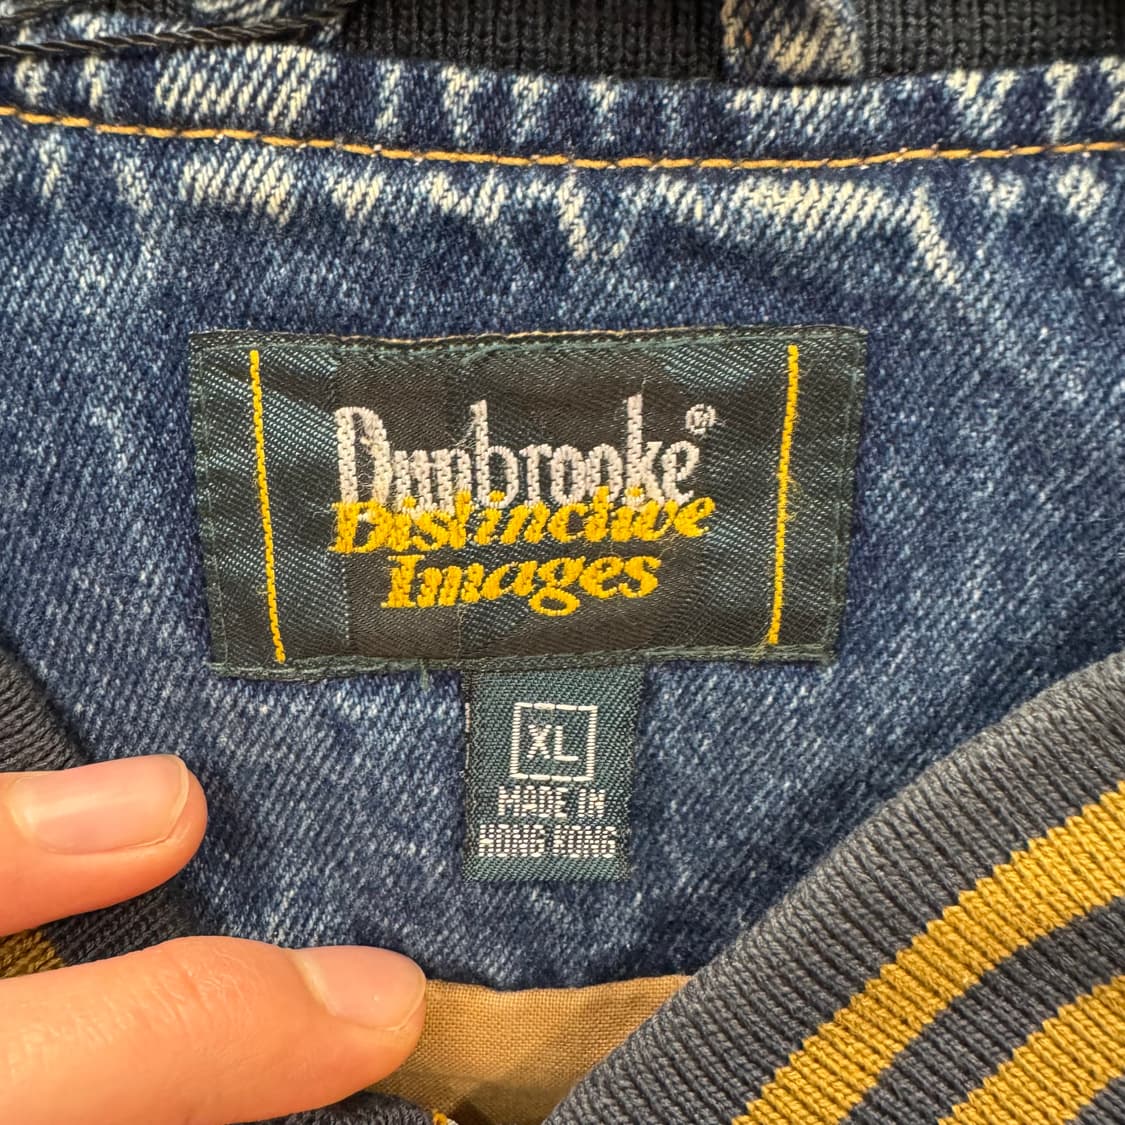 Dunbrooke®
Distinctive
Images
XL
MADE IN
HONG KONG